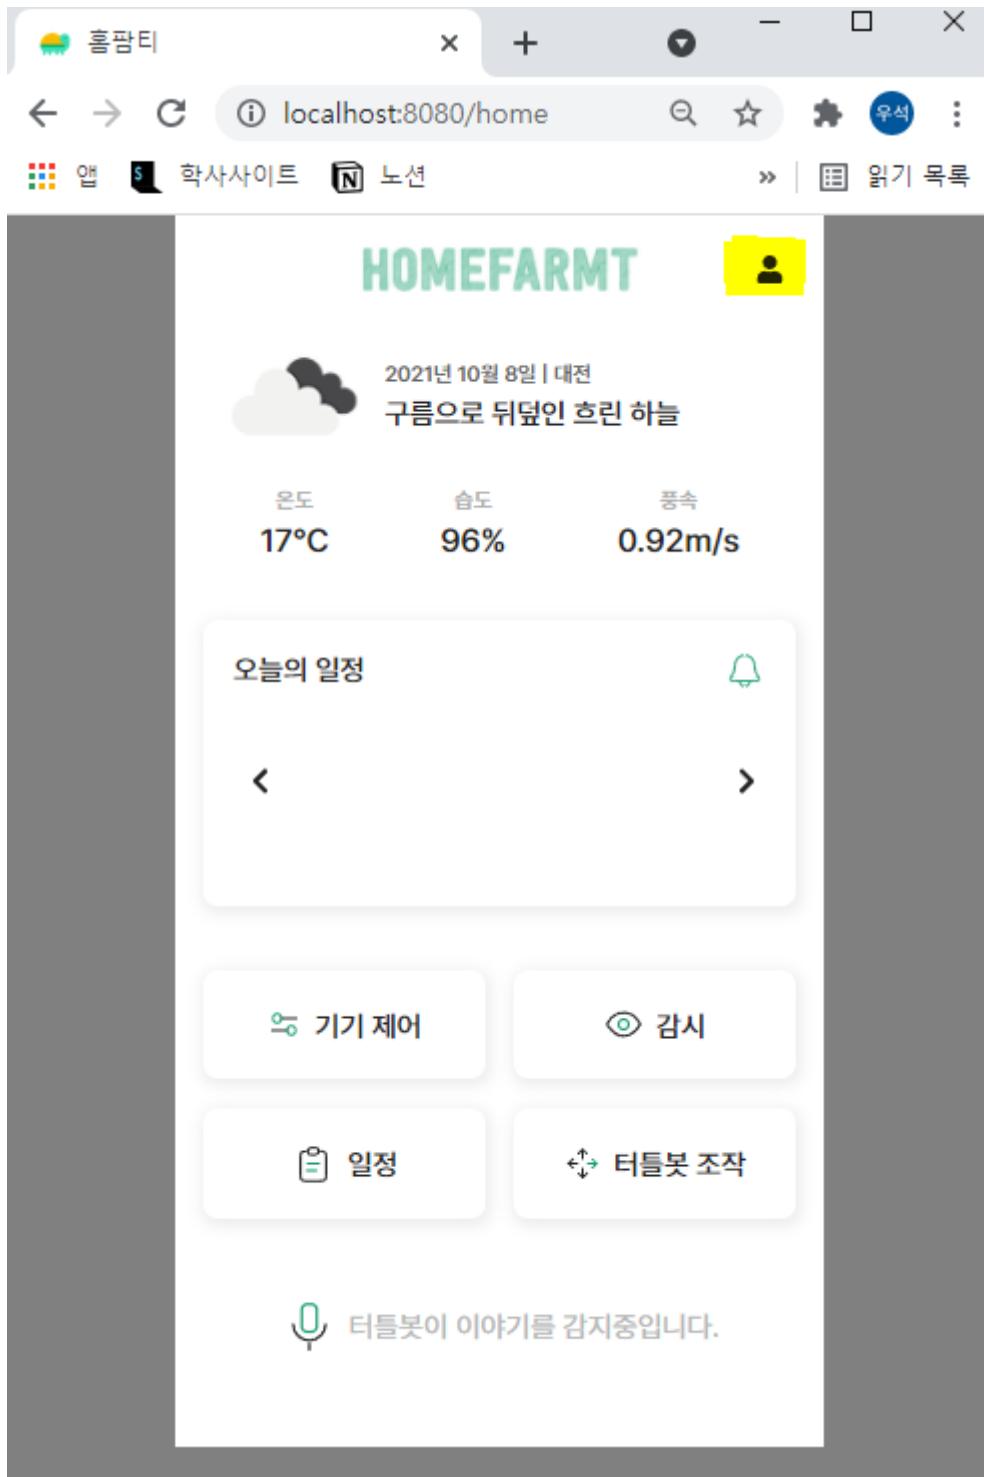 홈팜티
localhost:8080/home
우석
앱 학사사이트 노션 » 읽기 목록
HOMEFARMT
2021년 10월 8일 | 대전
구름으로 뒤덮인 흐린 하늘
온도 습도 풍속
17°C 96% 0.92m/s
오늘의 일정
기기 제어 감시
일정 터틀봇 조작
터틀봇이 이야기를 감지중입니다.